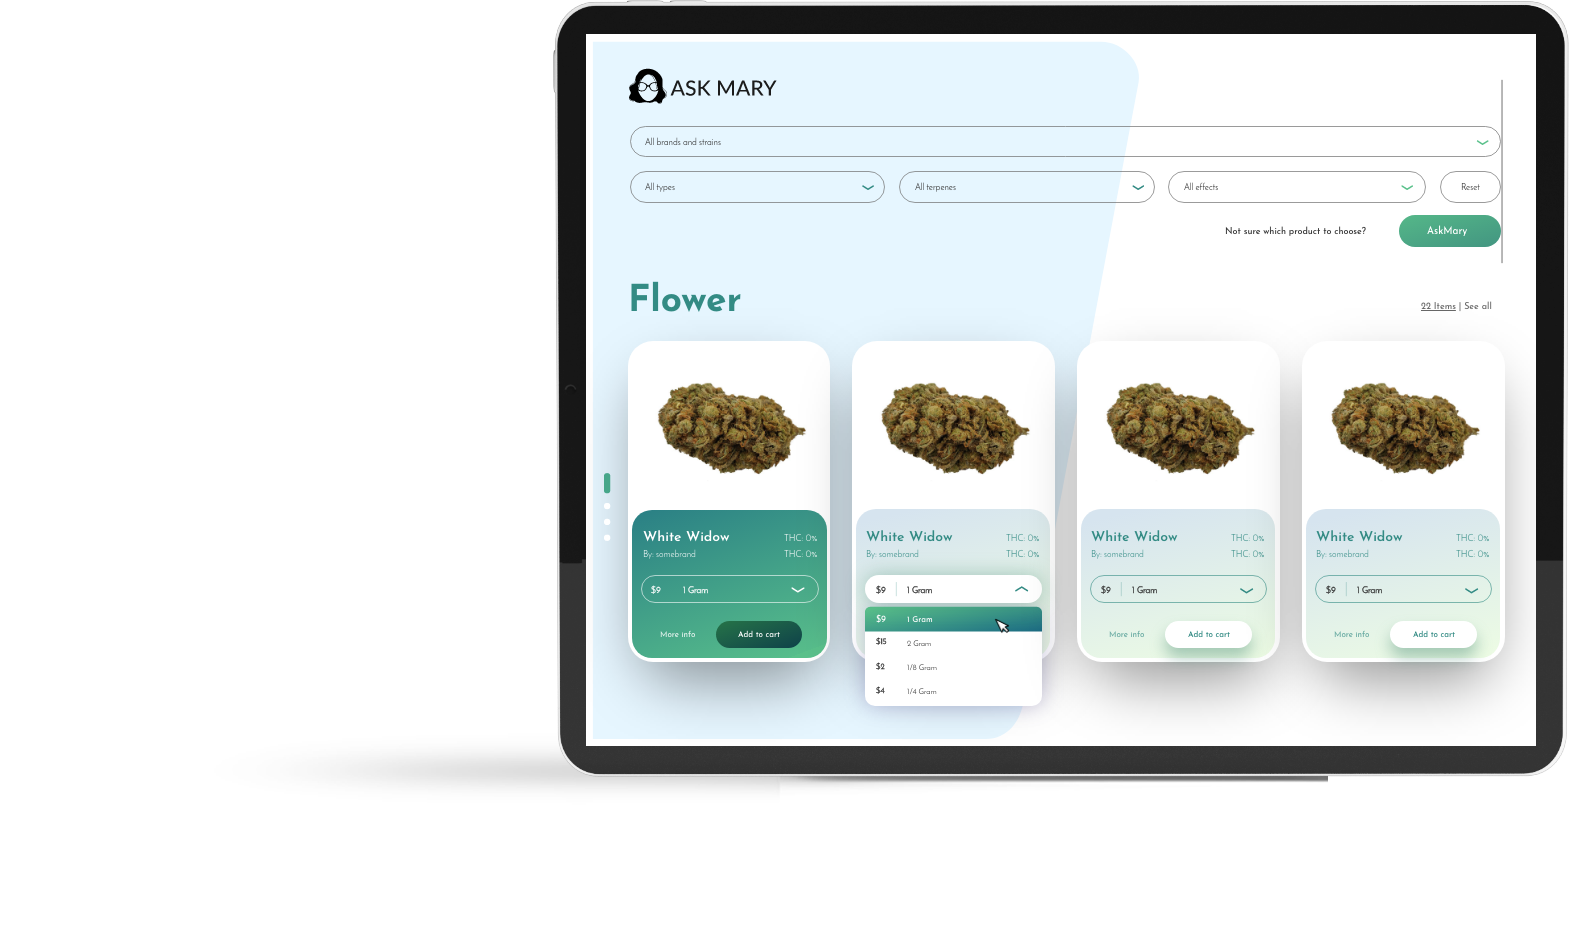 ASK MARY
All brands and strains
All types
All terpenes
All effects
Reset
Not sure which product to choose?
AskMary
Flower
22 Items | See all
White Widow
THC: 0%
By: somebrand
THC: 0%
$9
1 Gram
More info
Add to cart
White Widow
THC: 0%
By: somebrand
THC: 0%
$9
1 Gram
$9
1 Gram
$15
2 Gram
$2
1/8 Gram
$4
1/4 Gram
White Widow
THC: 0%
By: somebrand
THC: 0%
$9
1 Gram
More info
Add to cart
White Widow
THC: 0%
By: somebrand
THC: 0%
$9
1 Gram
More info
Add to cart